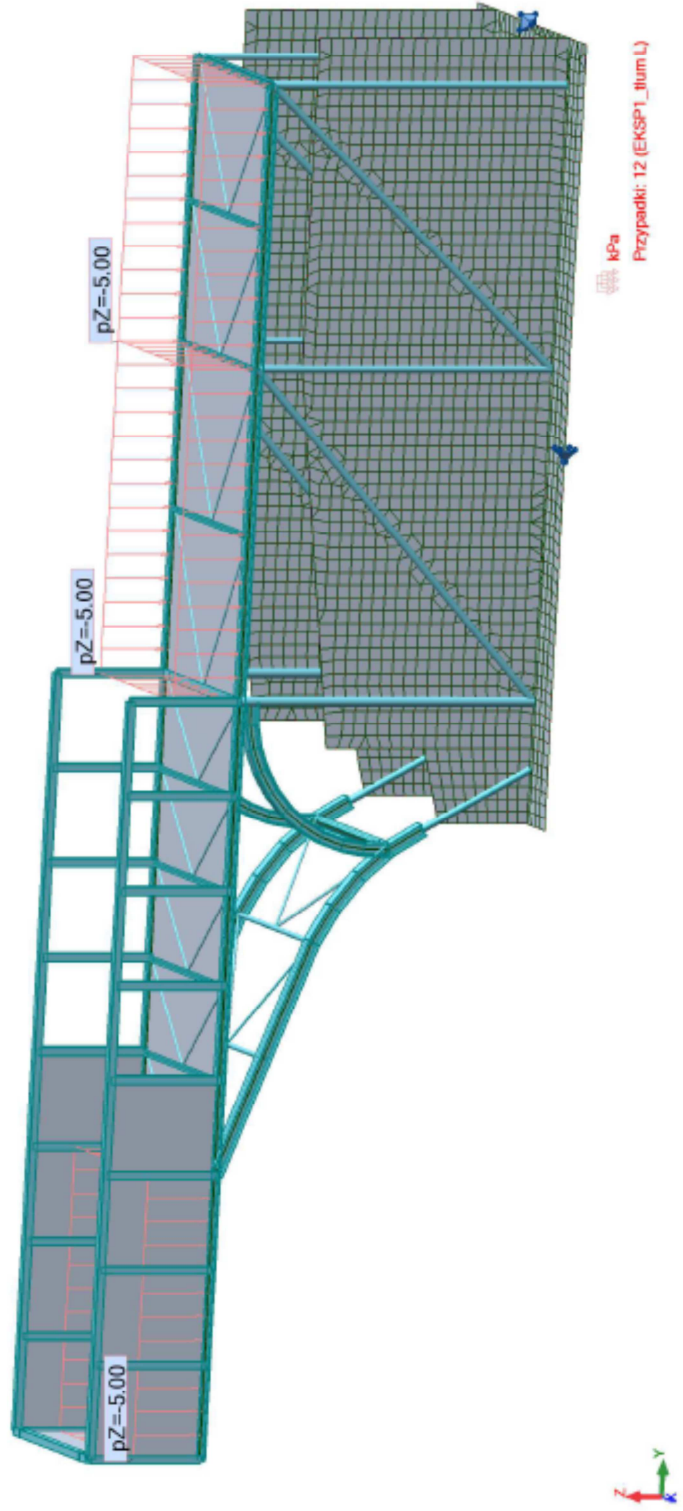 pZ=-5.00
pZ=-5.00
pZ=-5.00
kPa
Przypadki: 12 (EKSP1_tłum L)
Z
Y
X